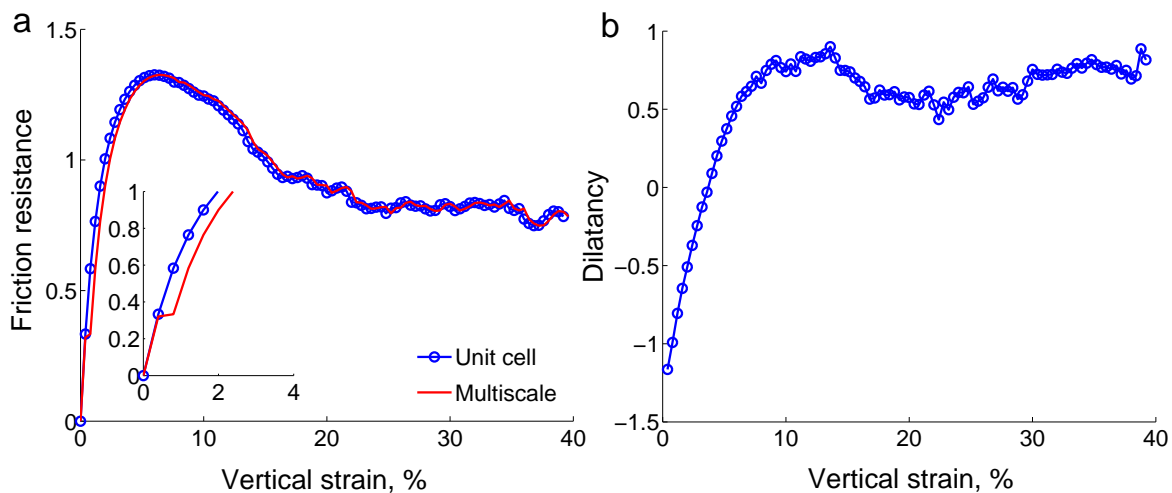 a
1.5
1
0.5
0
Friction resistance
1
0.8
0.6
0.4
0.2
0
0 2 4
Unit cell
Multiscale
0 10 20 30 40
Vertical strain, %
b
1
0.5
0
−0.5
−1
−1.5
Dilatancy
0 10 20 30 40
Vertical strain, %